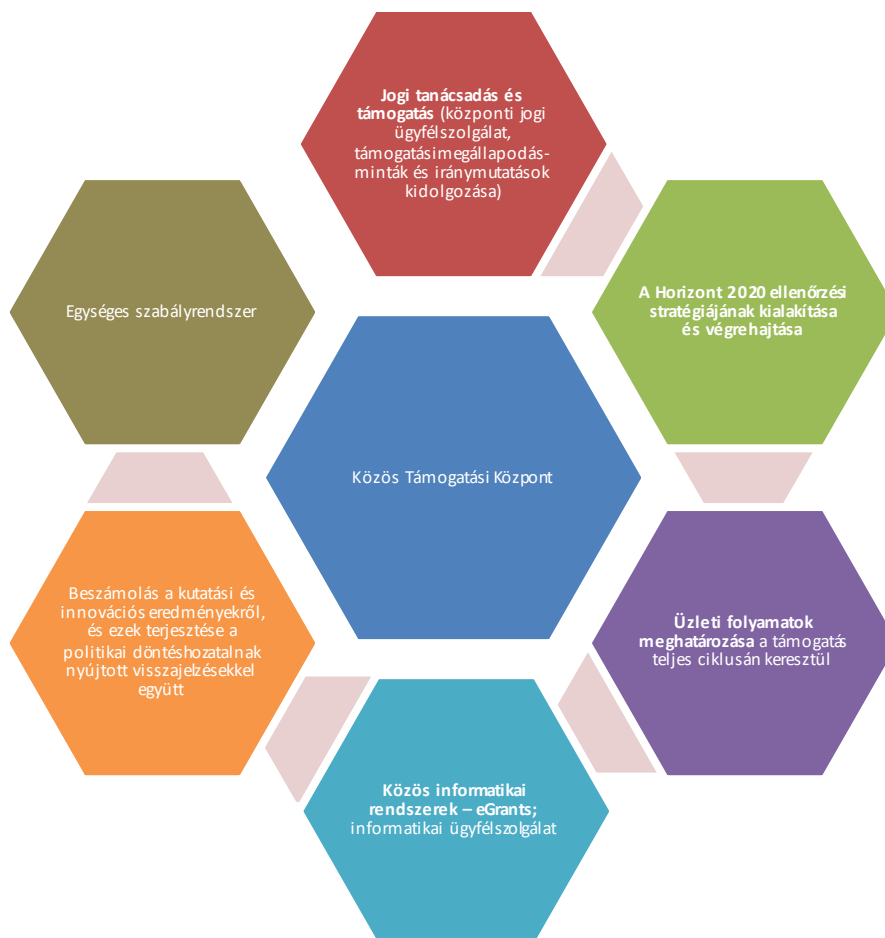 Jogi tanácsadás és
támogatás (központi jogi
ügyfélszolgálat,
támogatásimegállapodás-
minták és iránymutatások
kidolgozása)
A Horizont 2020 ellenőrzési
stratégiájának kialakítása
és végrehajtása
Üzleti folyamatok
meghatározása a támogatás
teljes ciklusán keresztül
Közös informatikai
rendszerek – eGrants;
informatikai ügyfélszolgálat
Beszámolás a kutatási és
innovációs eredményekről,
és ezek terjesztése a
politikai döntéshozatalnak
nyújtott visszajelzésekkel
együtt
Egységes szabályrendszer
Közös Támogatási Központ